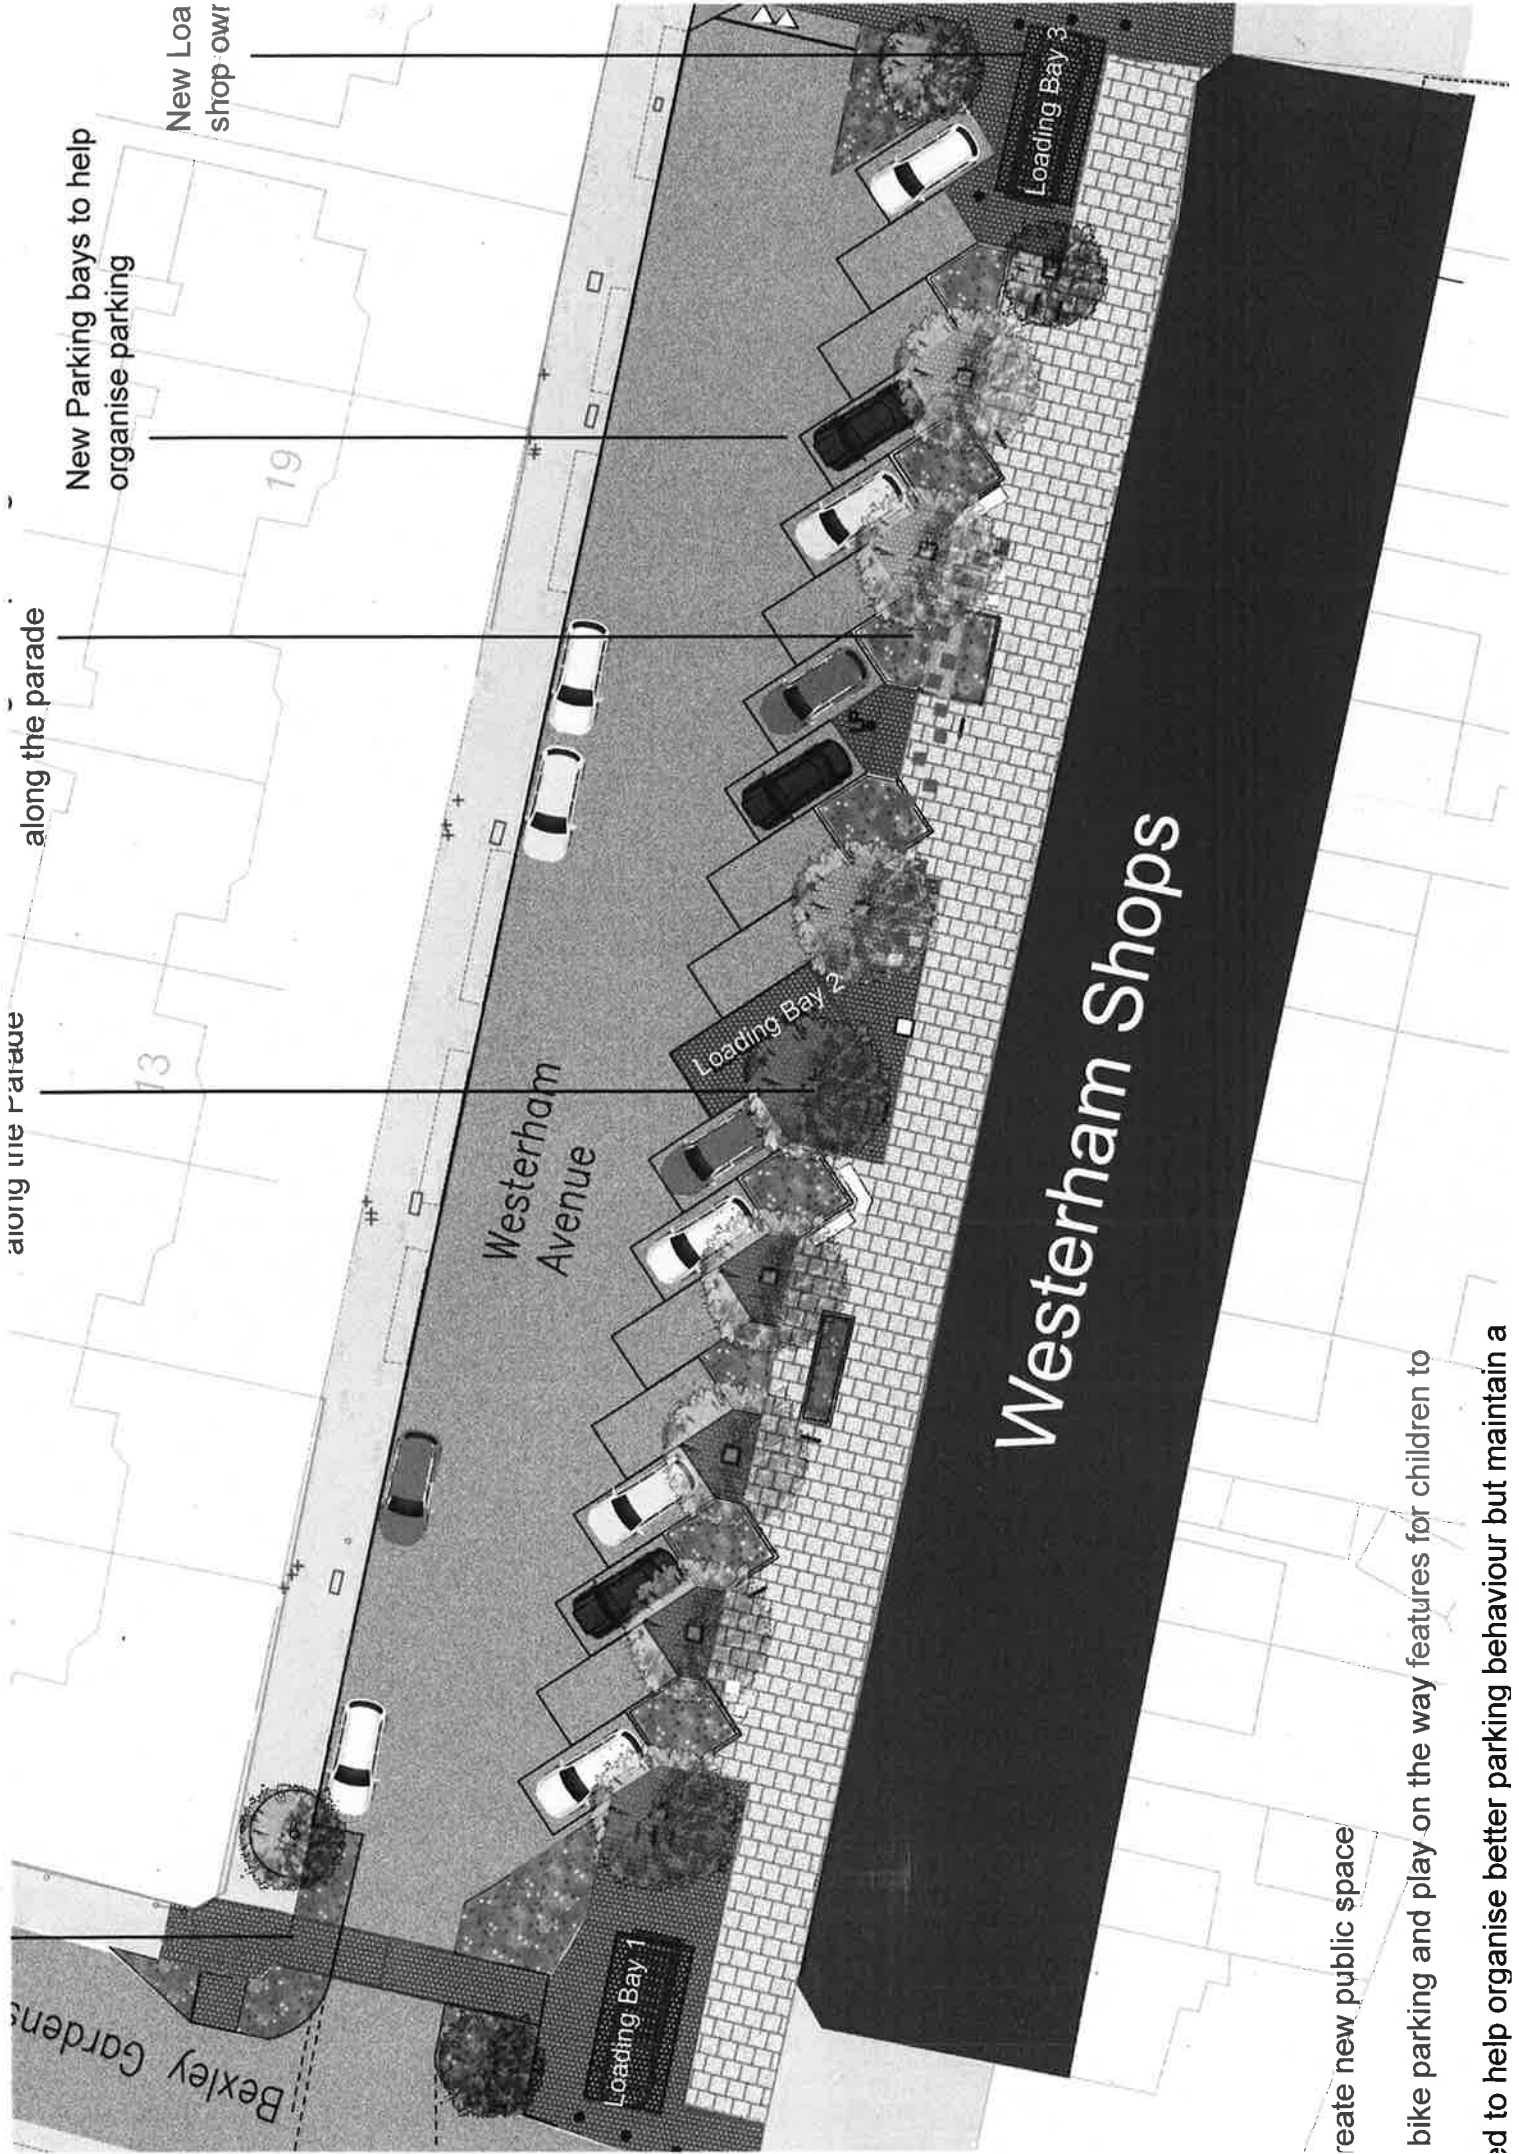 along the Parade
along the parade
New Parking bays to help
organise parking
New Loa
shop owr
Bexley Gardens
13
19
Westerham
Avenue
Loading Bay 1
Loading Bay 2
Loading Bay 3
Westerham Shops
reate new public space
bike parking and play on the way features for children to
ed to help organise better parking behaviour but maintain a